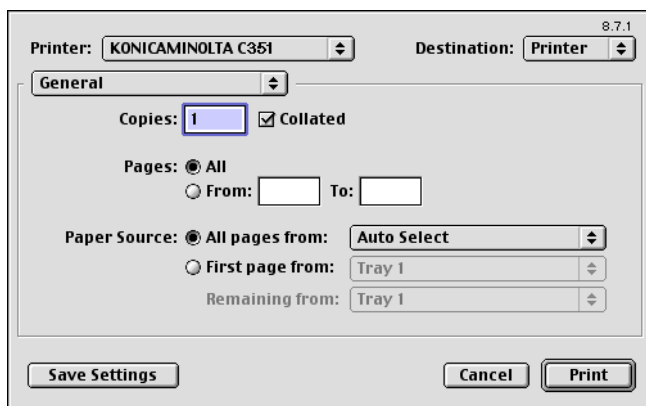 8.7.1
Printer: KONICAMINOLTA C351 Destination: Printer
General
Copies: 1 Collated
Pages: All
From: To:
Paper Source: All pages from: Auto Select
First page from: Tray 1
Remaining from: Tray 1
Save Settings Cancel Print